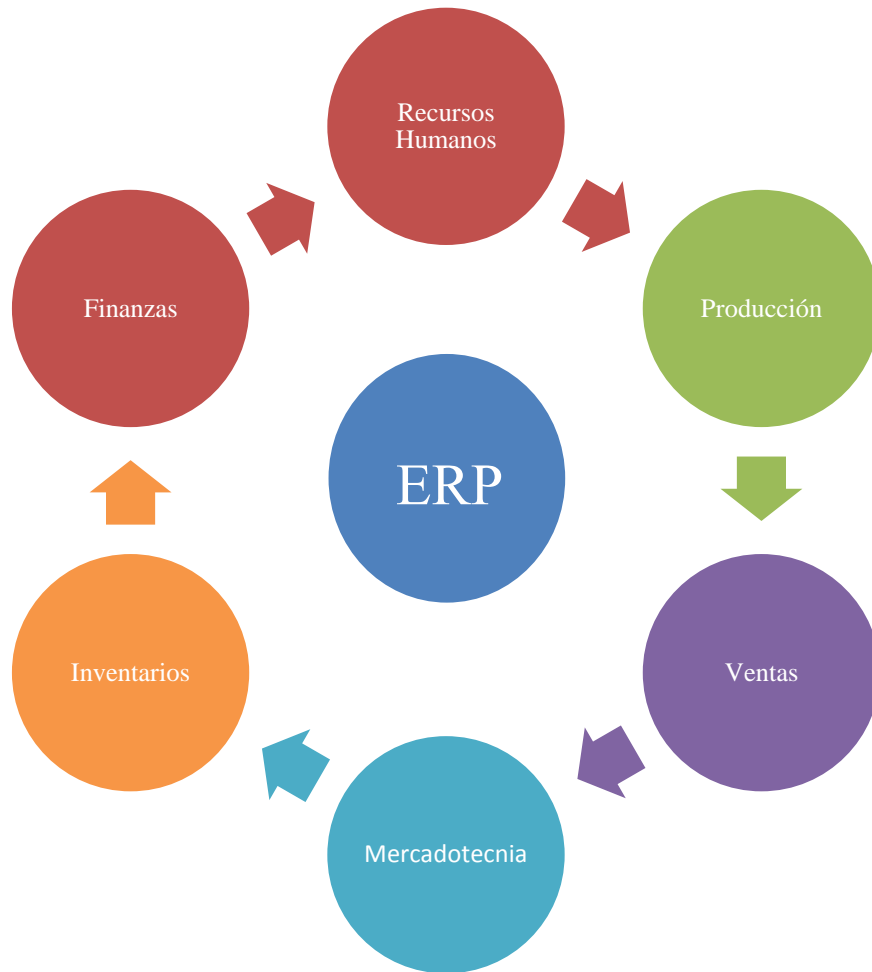 Recursos
Humanos
Finanzas
Producción
ERP
Inventarios
Ventas
Mercadotecnia